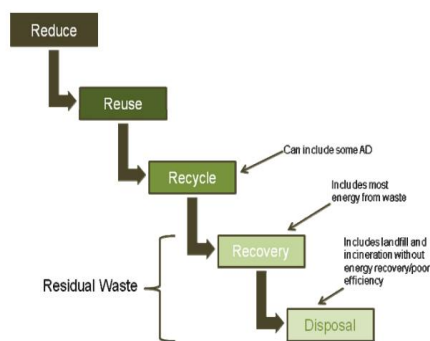 Reduce
Reuse
Can include some AD
Recycle
Includes most
energy from waste
Recovery
Includes landfill and
incineration without
energy recovery/poor
efficiency
Residual Waste
Disposal